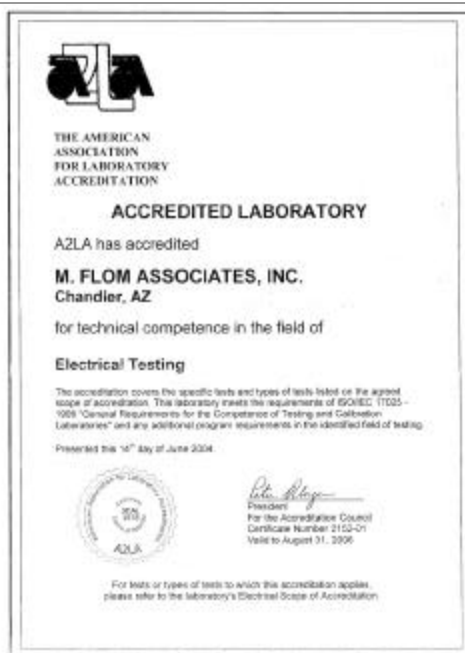 A2LA
THE AMERICAN
ASSOCIATION
FOR LABORATORY
ACCREDITATION
ACCREDITED LABORATORY
A2LA has accredited
M. FLOM ASSOCIATES, INC.
Chandler, AZ
for technical competence in the field of
Electrical Testing
The accreditation covers the specific tests and types of tests listed on the agreed
scope of accreditation. This laboratory meets the requirements of ISO/IEC 17025 -
1999 "General Requirements for the Competence of Testing and Calibration
Laboratories" and any additional program requirements in the identified field of testing.
Presented this 14th day of June 2004.
SEAL
A2LA
President
For the Accreditation Council
Certificate Number 2152-01
Valid to August 31, 2006
For tests or types of tests to which this accreditation applies,
please refer to the laboratory's Electrical Scope of Accreditation